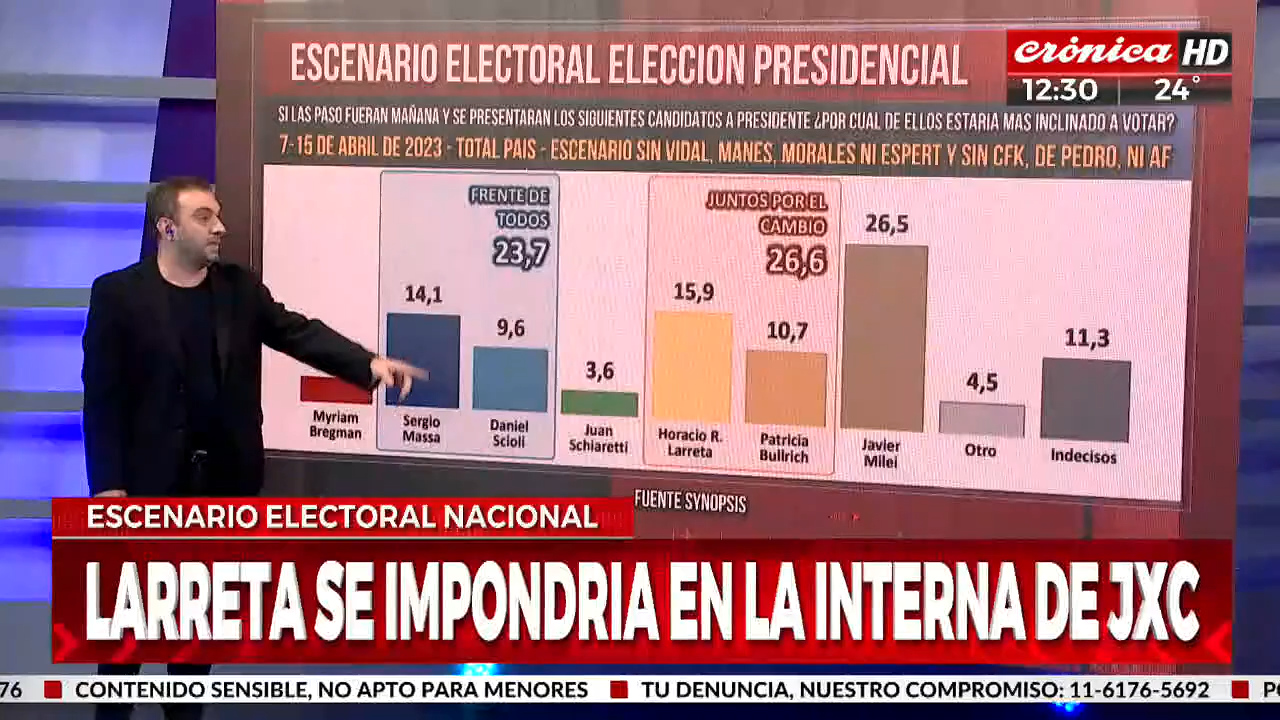 ESCENARIO ELECTORAL ELECCION PRESIDENCIAL
crónica HD
12:30 24°
SI LAS PASO FUERAN MAÑANA Y SE PRESENTARAN LOS SIGUIENTES CANDIDATOS A PRESIDENTE ¿POR CUAL DE ELLOS ESTARIA MAS INCLINADO A VOTAR?
7-15 DE ABRIL DE 2023 - TOTAL PAIS - ESCENARIO SIN VIDAL, MANES, MORALES NI ESPERT Y SIN CFK, DE PEDRO, NI AF
FRENTE DE
TODOS
23,7
JUNTOS POR EL
CAMBIO
26,6
14,1
9,6
3,6
15,9
10,7
26,5
4,5
11,3
Myriam
Bregman
Sergio
Massa
Daniel
Scioli
Juan
Schiaretti
Horacio R.
Larreta
Patricia
Bullrich
Javier
Milei
Otro
Indecisos
FUENTE SYNOPSIS
ESCENARIO ELECTORAL NACIONAL
LARRETA SE IMPONDRIA EN LA INTERNA DE JXC
76 CONTENIDO SENSIBLE, NO APTO PARA MENORES TU DENUNCIA, NUESTRO COMPROMISO: 11-6176-5692